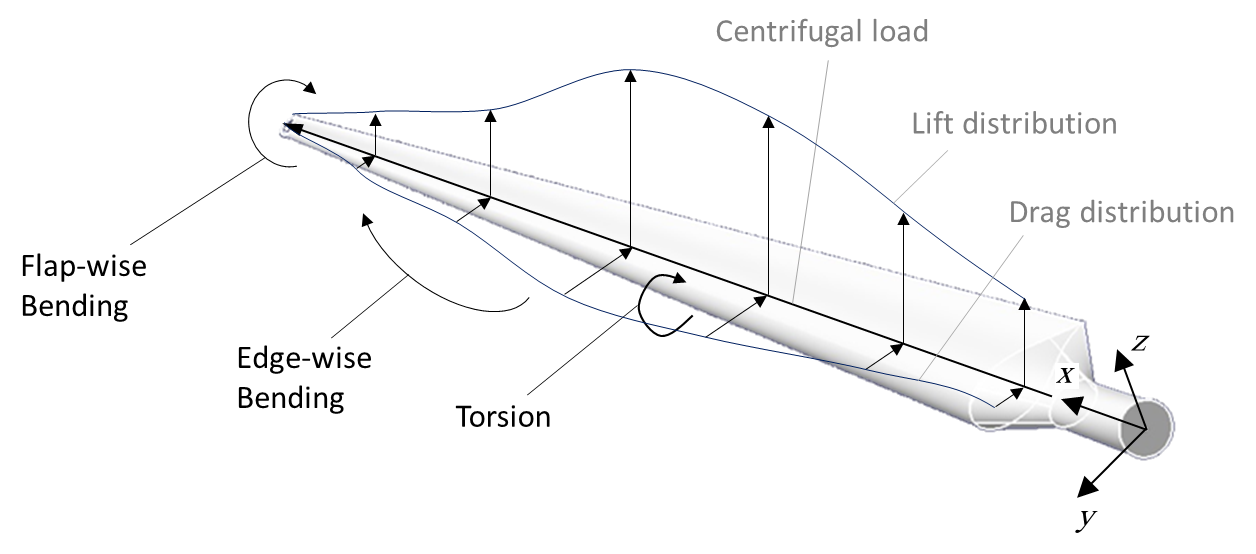 Centrifugal load
Lift distribution
Drag distribution
Flap-wise
Bending
Edge-wise
Bending
Torsion
x
z
y